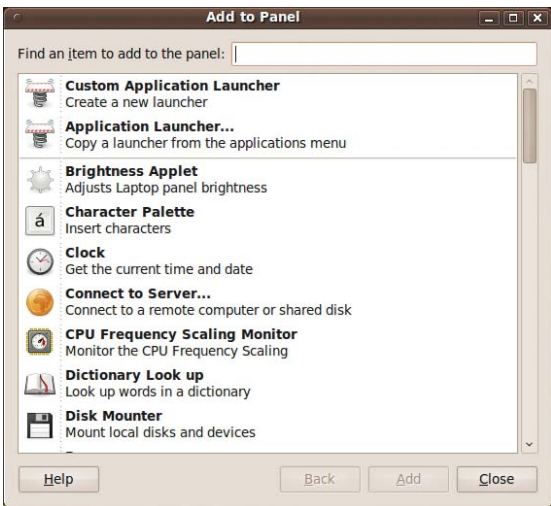 Add to Panel
Find an item to add to the panel:
Custom Application Launcher
Create a new launcher
Application Launcher...
Copy a launcher from the applications menu
Brightness Applet
Adjusts Laptop panel brightness
á
Character Palette
Insert characters
Clock
Get the current time and date
Connect to Server...
Connect to a remote computer or shared disk
CPU Frequency Scaling Monitor
Monitor the CPU Frequency Scaling
Dictionary Look up
Look up words in a dictionary
Disk Mounter
Mount local disks and devices
Help Back Add Close